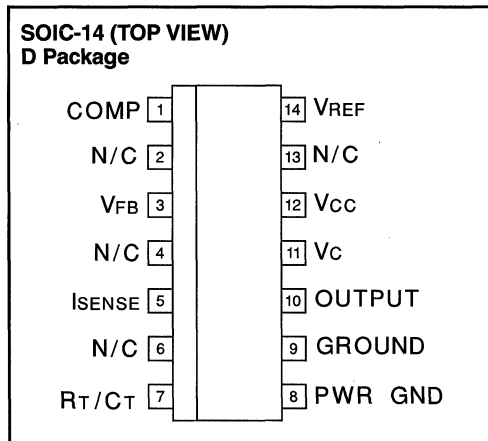 SOIC-14 (TOP VIEW)
D Package
COMP 1 14 VREF
N/C 2 13 N/C
VFB 3 12 VCC
N/C 4 11 VC
ISENSE 5 10 OUTPUT
N/C 6 9 GROUND
RT/CT 7 8 PWR GND